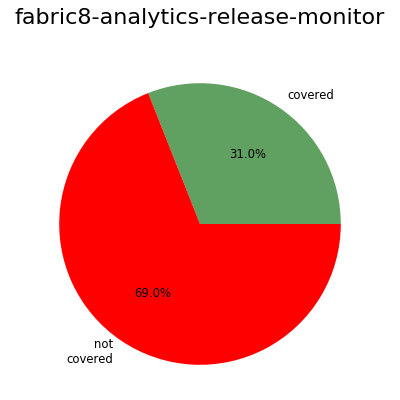 fabric8-analytics-release-monitor
covered
31.0%
69.0%
not
covered